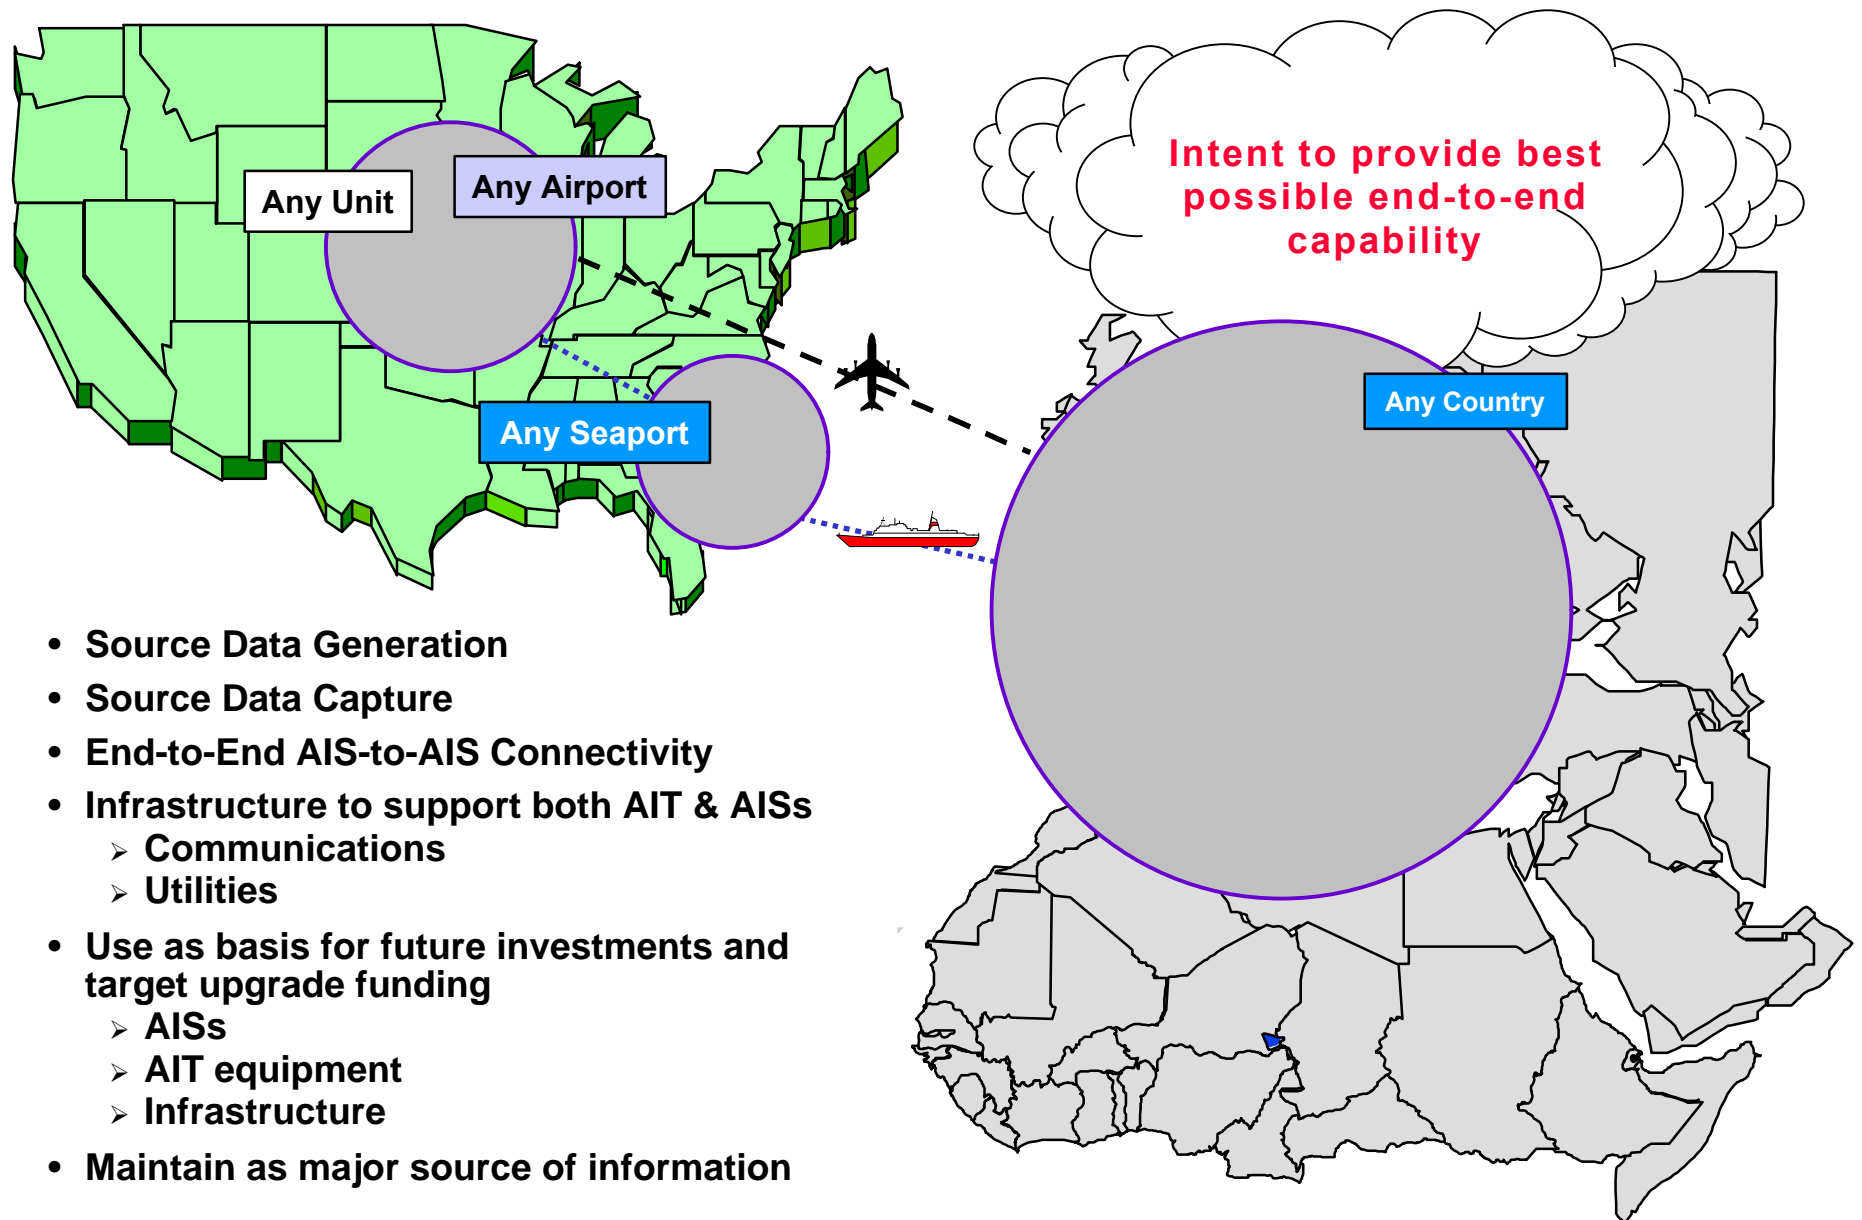 Any Unit
Any Airport
Intent to provide best
possible end-to-end
capability
Any Country
Any Seaport
• Source Data Generation
• Source Data Capture
• End-to-End AIS-to-AIS Connectivity
• Infrastructure to support both AIT & AISs
➢ Communications
➢ Utilities
• Use as basis for future investments and
target upgrade funding
➢ AISs
➢ AIT equipment
➢ Infrastructure
• Maintain as major source of information